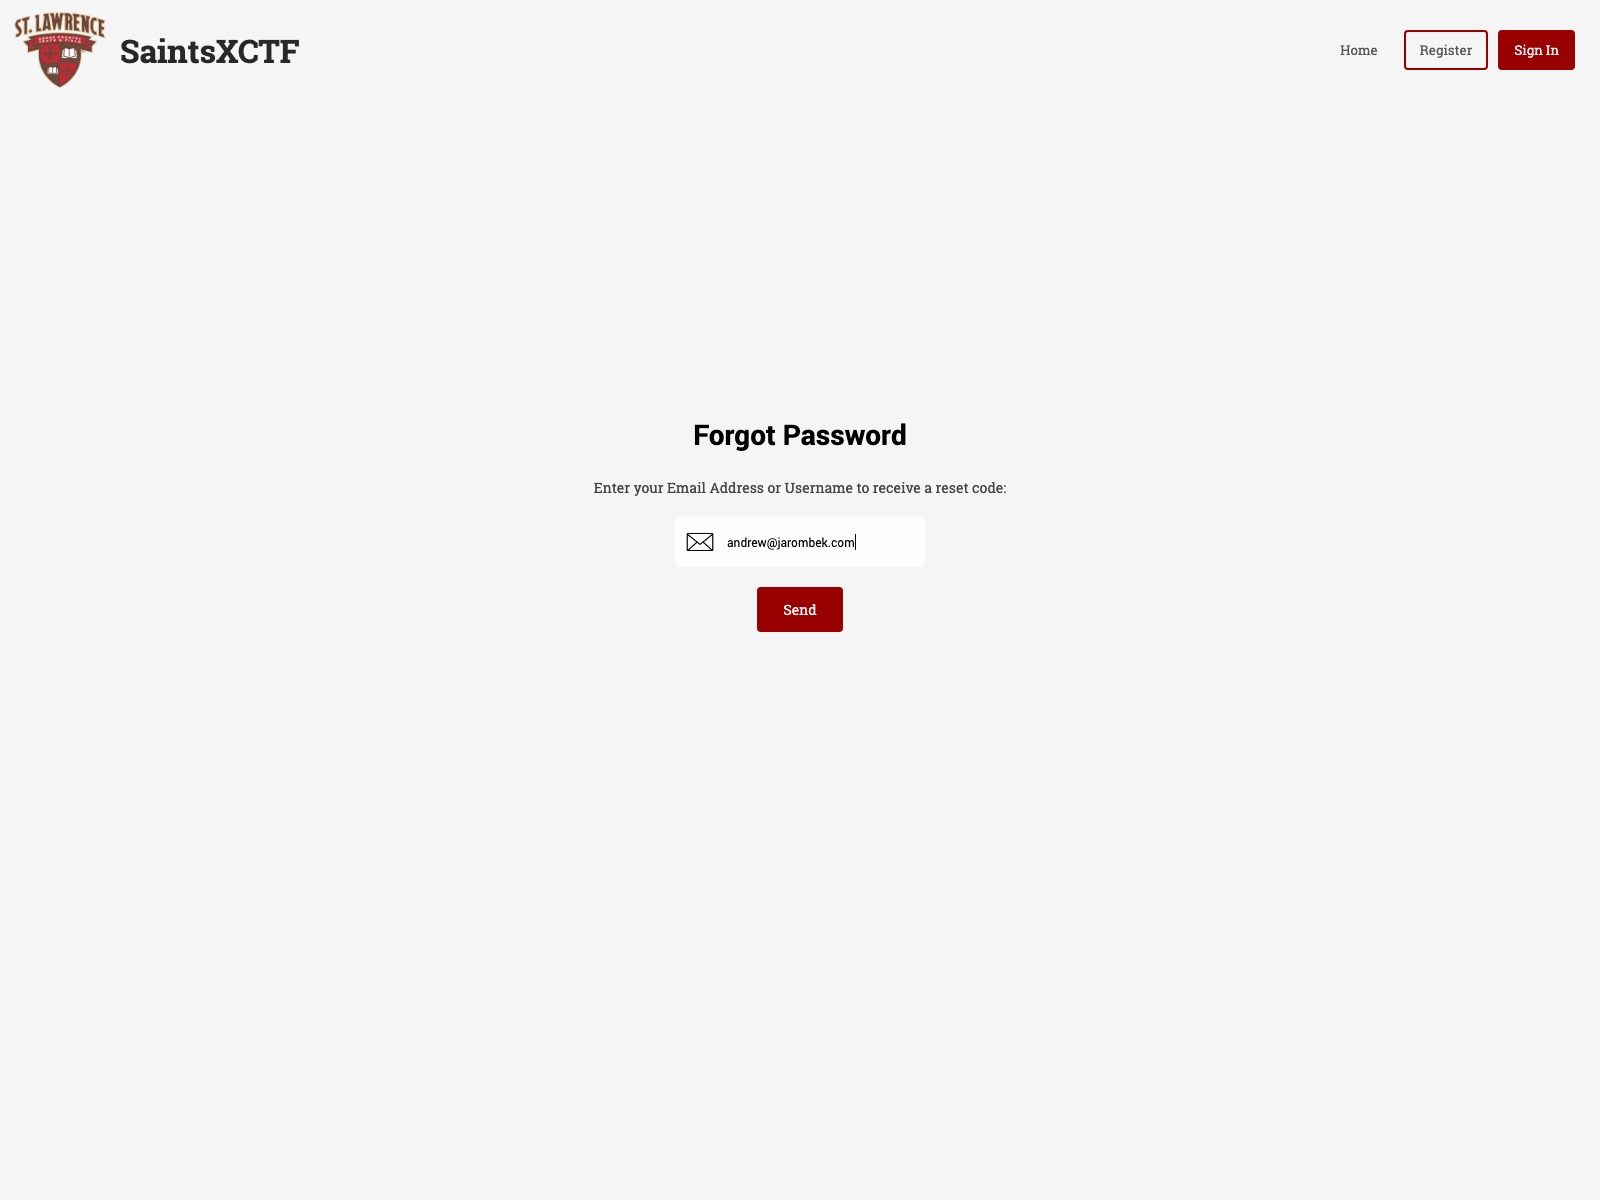 ST. LAWRENCE
SaintsXCTF
Home
Register
Sign In
Forgot Password
Enter your Email Address or Username to receive a reset code:
andrew@jarombek.com
Send